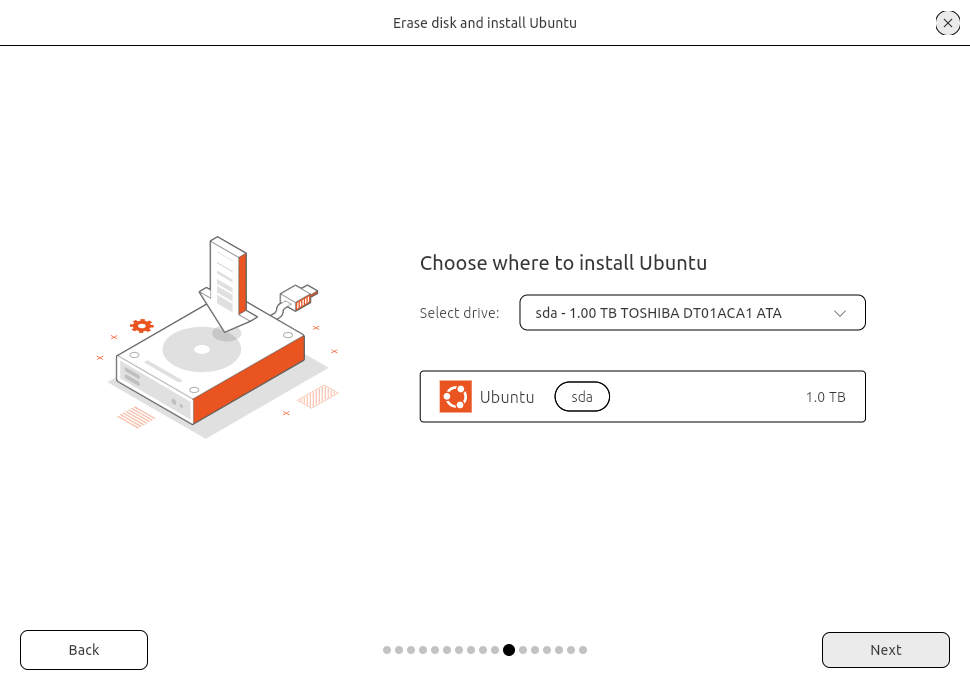 Erase disk and install Ubuntu
Choose where to install Ubuntu
Select drive: sda - 1.00 TB TOSHIBA DT01ACA1 ATA
Ubuntu sda 1.0 TB
Back Next